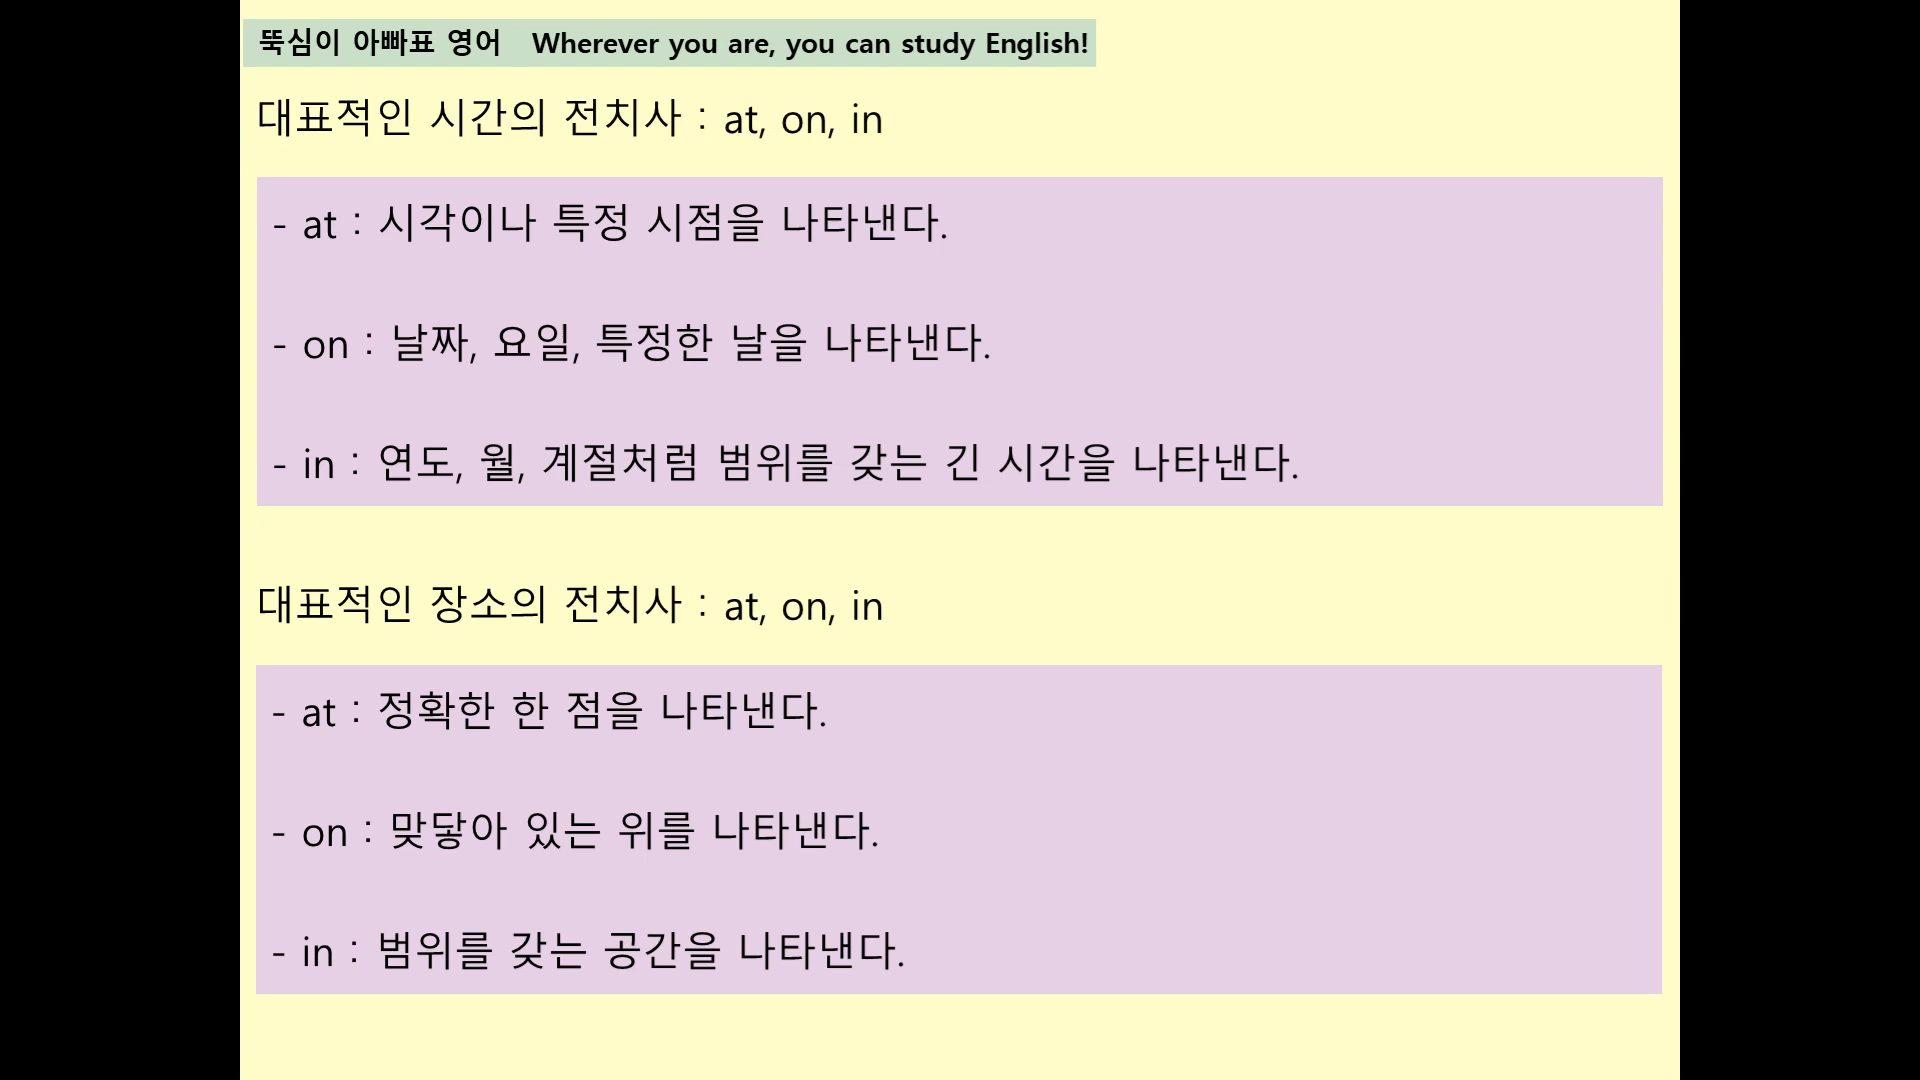 뚝심이 아빠표 영어 Wherever you are, you can study English!
대표적인 시간의 전치사 : at, on, in
- at : 시각이나 특정 시점을 나타낸다.
- on : 날짜, 요일, 특정한 날을 나타낸다.
- in : 연도, 월, 계절처럼 범위를 갖는 긴 시간을 나타낸다.
대표적인 장소의 전치사 : at, on, in
- at : 정확한 한 점을 나타낸다.
- on : 맞닿아 있는 위를 나타낸다.
- in : 범위를 갖는 공간을 나타낸다.